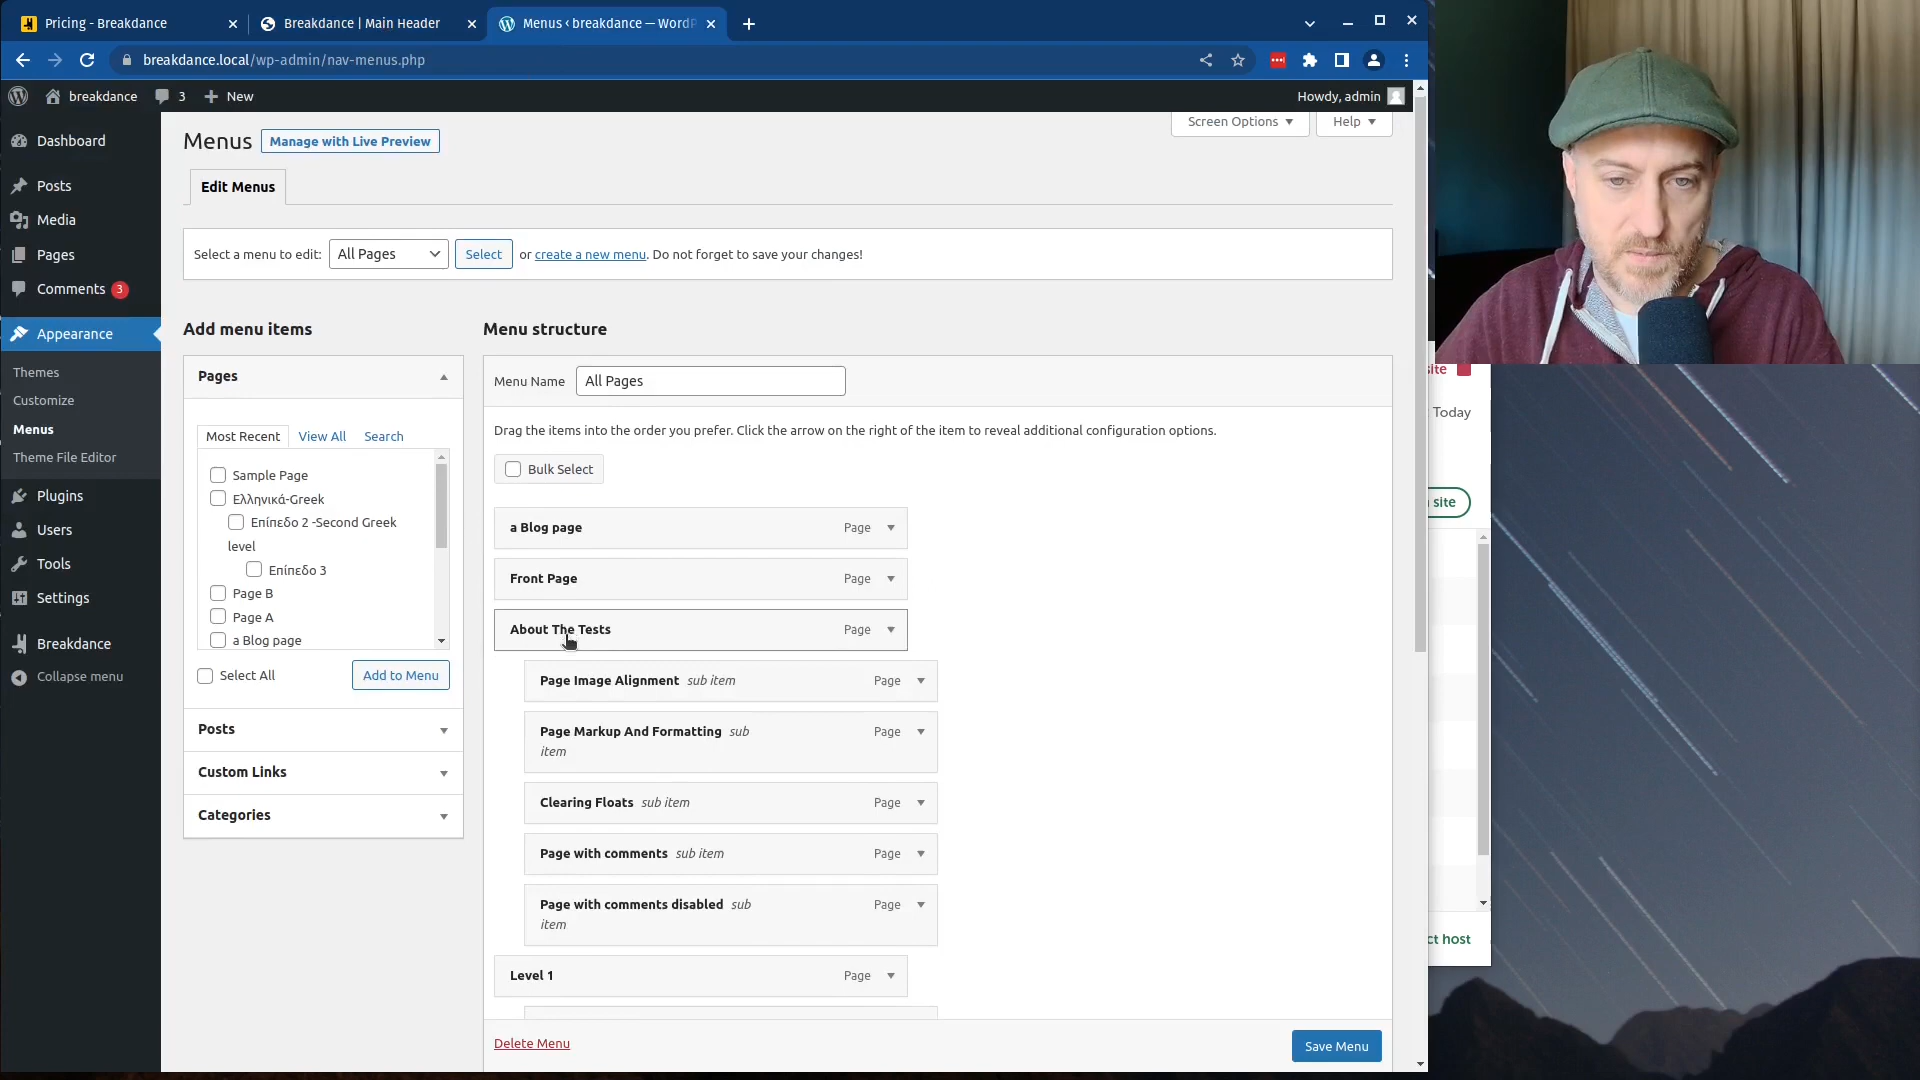 Pricing - Breakdance
Breakdance | Main Header
Menus ‹ breakdance — WordP
breakdance.local/wp-admin/nav-menus.php
breakdance
3
New
Howdy, admin
Dashboard
Posts
Media
Pages
Comments 3
Appearance
Themes
Customize
Menus
Theme File Editor
Plugins
Users
Tools
Settings
Breakdance
Collapse menu
Screen Options
Help
Menus
Manage with Live Preview
Edit Menus
Select a menu to edit: All Pages Select or create a new menu. Do not forget to save your changes!
Add menu items
Pages
Most Recent View All Search
Sample Page
Ελληνικά-Greek
Επίπεδο 2 -Second Greek
level
Επίπεδο 3
Page B
Page A
a Blog page
Select All
Add to Menu
Posts
Custom Links
Categories
Menu structure
Menu Name All Pages
Drag the items into the order you prefer. Click the arrow on the right of the item to reveal additional configuration options.
Bulk Select
a Blog page Page
Front Page Page
About The Tests Page
Page Image Alignment sub item Page
Page Markup And Formatting sub Page
item
Clearing Floats sub item Page
Page with comments sub item Page
Page with comments disabled sub Page
item
Level 1 Page
Delete Menu
Save Menu
site
Today
site
ct host